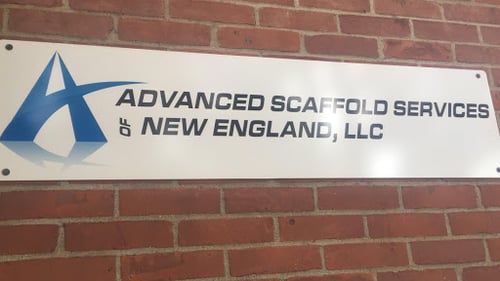 ADVANCED SCAFFOLD SERVICES
OF NEW ENGLAND, LLC